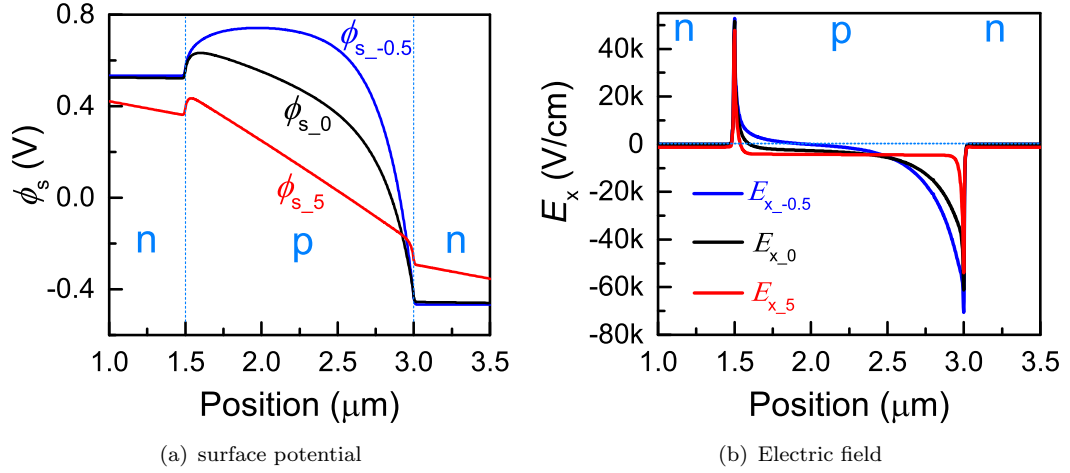 0.8
0.4
0.0
-0.4
ϕs (V)
ϕs_-0.5
ϕs_0
ϕs_5
n
p
n
1.0 1.5 2.0 2.5 3.0 3.5
Position (μm)
(a) surface potential
40k
20k
0
-20k
-40k
-60k
-80k
Ex (V/cm)
n
p
n
Ex_-0.5
Ex_0
Ex_5
1.0 1.5 2.0 2.5 3.0 3.5
Position (μm)
(b) Electric field